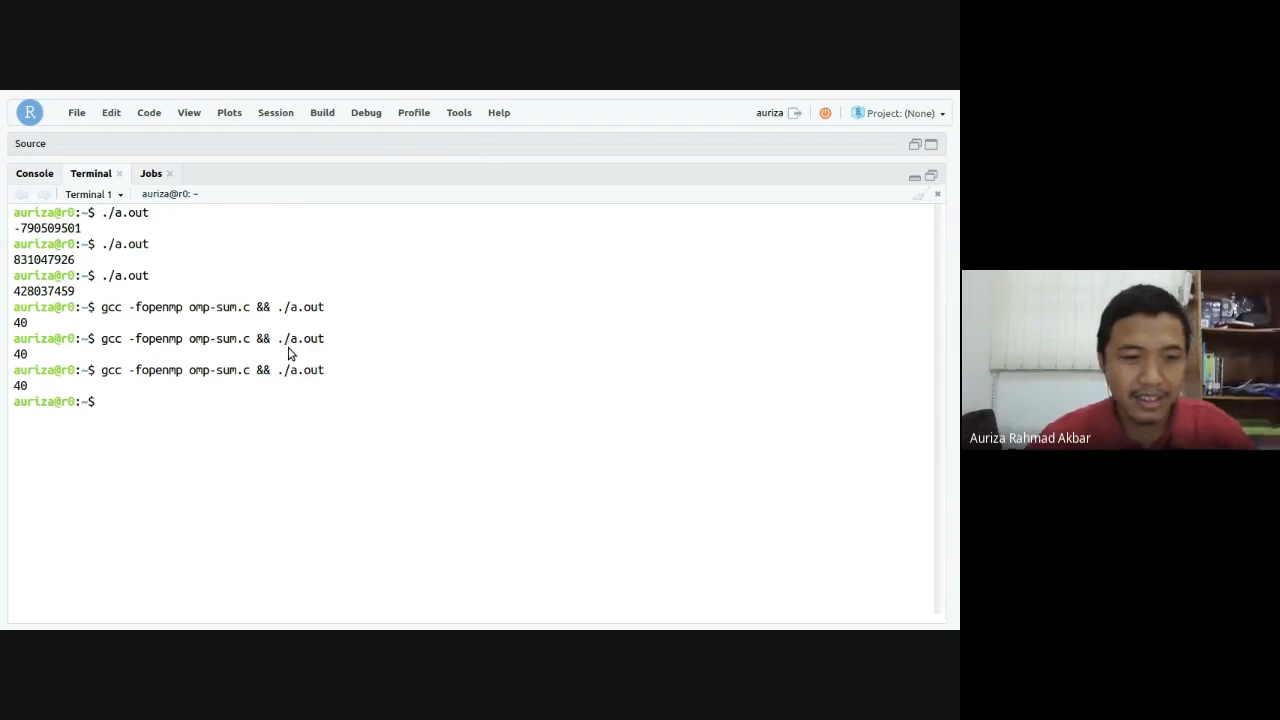 R File Edit Code View Plots Session Build Debug Profile Tools Help auriza R Project: (None)
Source
Console Terminal Jobs
Terminal 1 auriza@r0: ~
auriza@r0:~$ ./a.out
-790509501
auriza@r0:~$ ./a.out
831047926
auriza@r0:~$ ./a.out
428037459
auriza@r0:~$ gcc -fopenmp omp-sum.c && ./a.out
40
auriza@r0:~$ gcc -fopenmp omp-sum.c && ./a.out
40
auriza@r0:~$ gcc -fopenmp omp-sum.c && ./a.out
40
auriza@r0:~$
Auriza Rahmad Akbar